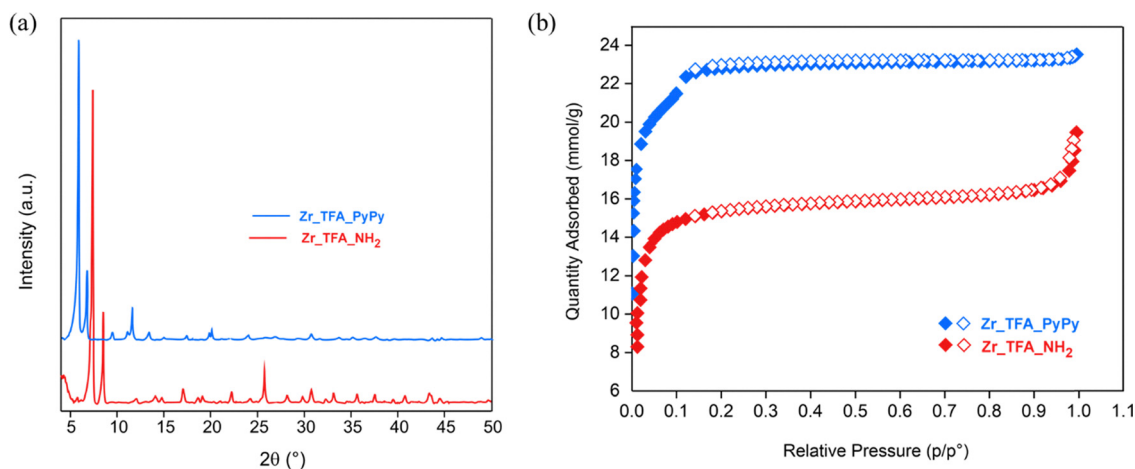 (a)
Intensity (a.u.)
Zr_TFA_PyPy
Zr_TFA_NH₂
5 10 15 20 25 30 35 40 45 50
2θ (°)
(b)
Quantity Adsorbed (mmol/g)
24
22
20
18
16
14
12
10
8
6
Zr_TFA_PyPy
Zr_TFA_NH₂
0.0 0.1 0.2 0.3 0.4 0.5 0.6 0.7 0.8 0.9 1.0 1.1
Relative Pressure (p/p°)